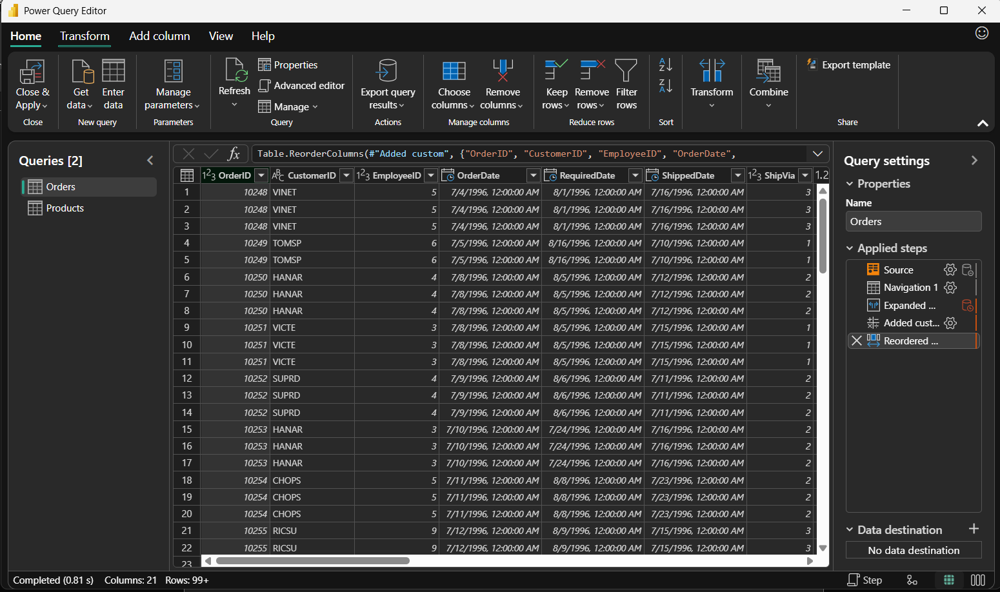 Power Query Editor
Home Transform Add column View Help
Close & Apply
Close
Get data
Enter data
New query
Manage parameters
Parameters
Refresh
Properties
Advanced editor
Manage
Query
Export query results
Actions
Choose columns
Remove columns
Manage columns
Keep rows
Remove rows
Filter rows
Reduce rows
Sort
Transform
Combine
Export template
Share
Queries [2]
Orders
Products
fx Table.ReorderColumns(#"Added custom", {"OrderID", "CustomerID", "EmployeeID", "OrderDate",
OrderID CustomerID EmployeeID OrderDate RequiredDate ShippedDate ShipVia 1.2
1 10248 VINET 5 7/4/1996, 12:00:00 AM 8/1/1996, 12:00:00 AM 7/16/1996, 12:00:00 AM 3
2 10248 VINET 5 7/4/1996, 12:00:00 AM 8/1/1996, 12:00:00 AM 7/16/1996, 12:00:00 AM 3
3 10248 VINET 5 7/4/1996, 12:00:00 AM 8/1/1996, 12:00:00 AM 7/16/1996, 12:00:00 AM 3
4 10249 TOMSP 6 7/5/1996, 12:00:00 AM 8/16/1996, 12:00:00 AM 7/10/1996, 12:00:00 AM 1
5 10249 TOMSP 6 7/5/1996, 12:00:00 AM 8/16/1996, 12:00:00 AM 7/10/1996, 12:00:00 AM 1
6 10250 HANAR 4 7/8/1996, 12:00:00 AM 8/5/1996, 12:00:00 AM 7/12/1996, 12:00:00 AM 2
7 10250 HANAR 4 7/8/1996, 12:00:00 AM 8/5/1996, 12:00:00 AM 7/12/1996, 12:00:00 AM 2
8 10250 HANAR 4 7/8/1996, 12:00:00 AM 8/5/1996, 12:00:00 AM 7/12/1996, 12:00:00 AM 2
9 10251 VICTE 3 7/8/1996, 12:00:00 AM 8/5/1996, 12:00:00 AM 7/15/1996, 12:00:00 AM 1
10 10251 VICTE 3 7/8/1996, 12:00:00 AM 8/5/1996, 12:00:00 AM 7/15/1996, 12:00:00 AM 1
11 10251 VICTE 3 7/8/1996, 12:00:00 AM 8/5/1996, 12:00:00 AM 7/15/1996, 12:00:00 AM 1
12 10252 SUPRD 4 7/9/1996, 12:00:00 AM 8/6/1996, 12:00:00 AM 7/11/1996, 12:00:00 AM 2
13 10252 SUPRD 4 7/9/1996, 12:00:00 AM 8/6/1996, 12:00:00 AM 7/11/1996, 12:00:00 AM 2
14 10252 SUPRD 4 7/9/1996, 12:00:00 AM 8/6/1996, 12:00:00 AM 7/11/1996, 12:00:00 AM 2
15 10253 HANAR 3 7/10/1996, 12:00:00 AM 7/24/1996, 12:00:00 AM 7/16/1996, 12:00:00 AM 2
16 10253 HANAR 3 7/10/1996, 12:00:00 AM 7/24/1996, 12:00:00 AM 7/16/1996, 12:00:00 AM 2
17 10253 HANAR 3 7/10/1996, 12:00:00 AM 7/24/1996, 12:00:00 AM 7/16/1996, 12:00:00 AM 2
18 10254 CHOPS 5 7/11/1996, 12:00:00 AM 8/8/1996, 12:00:00 AM 7/23/1996, 12:00:00 AM 2
19 10254 CHOPS 5 7/11/1996, 12:00:00 AM 8/8/1996, 12:00:00 AM 7/23/1996, 12:00:00 AM 2
20 10254 CHOPS 5 7/11/1996, 12:00:00 AM 8/8/1996, 12:00:00 AM 7/23/1996, 12:00:00 AM 2
21 10255 RICSU 9 7/12/1996, 12:00:00 AM 8/9/1996, 12:00:00 AM 7/15/1996, 12:00:00 AM 3
22 10255 RICSU 9 7/12/1996, 12:00:00 AM 8/9/1996, 12:00:00 AM 7/15/1996, 12:00:00 AM 3
23
Query settings
Properties
Name
Orders
Applied steps
Source
Navigation 1
Expanded ...
Added cust...
Reordered ...
Data destination
No data destination
Completed (0.81 s) Columns: 21 Rows: 99+
Step